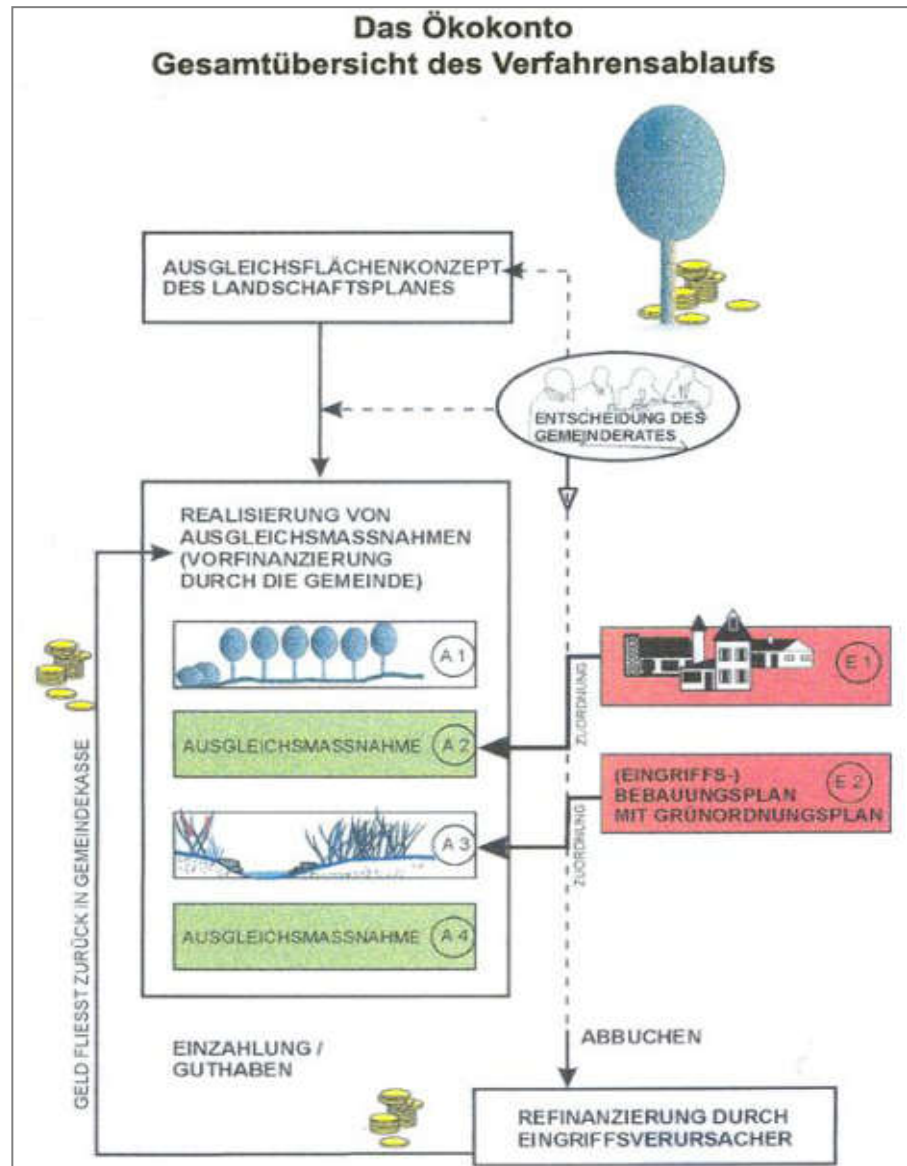 Das Ökokonto
Gesamtübersicht des Verfahrensablaufs
AUSGLEICHSFLÄCHENKONZEPT
DES LANDSCHAFTSPLANES
ENTSCHEIDUNG DES
GEMEINDERATES
REALISIERUNG VON
AUSGLEICHSMASSNAHMEN
(VORFINANZIERUNG
DURCH DIE GEMEINDE)
A 1
E 1
ZUORDNUNG
AUSGLEICHSMASSNAHME A 2
(EINGRIFFS-)
BEBAUUNGSPLAN
MIT GRÜNORDNUNGSPLAN
E 2
ZUORDNUNG
A 3
AUSGLEICHSMASSNAHME A 4
GELD FLIESST ZURÜCK IN GEMEINDEKASSE
EINZAHLUNG /
GUTHABEN
ABBUCHEN
REFINANZIERUNG DURCH
EINGRIFFSVERURSACHER